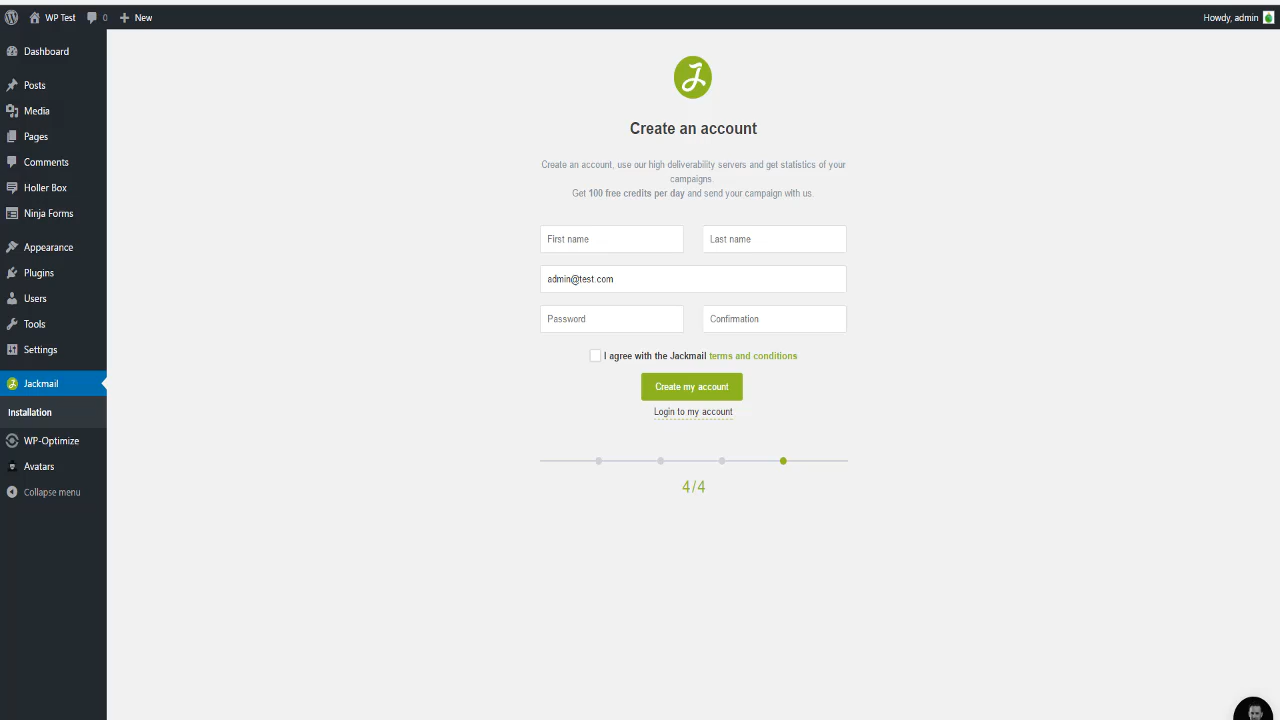 WP Test
0
New
Howdy, admin
Dashboard
Posts
Media
Pages
Comments
Holler Box
Ninja Forms
Appearance
Plugins
Users
Tools
Settings
Jackmail
Installation
WP-Optimize
Avatars
Collapse menu
J
Create an account
Create an account, use our high deliverability servers and get statistics of your
campaigns.
Get 100 free credits per day and send your campaign with us.
First name
Last name
admin@test.com
Password
Confirmation
I agree with the Jackmail terms and conditions
Create my account
Login to my account
4/4